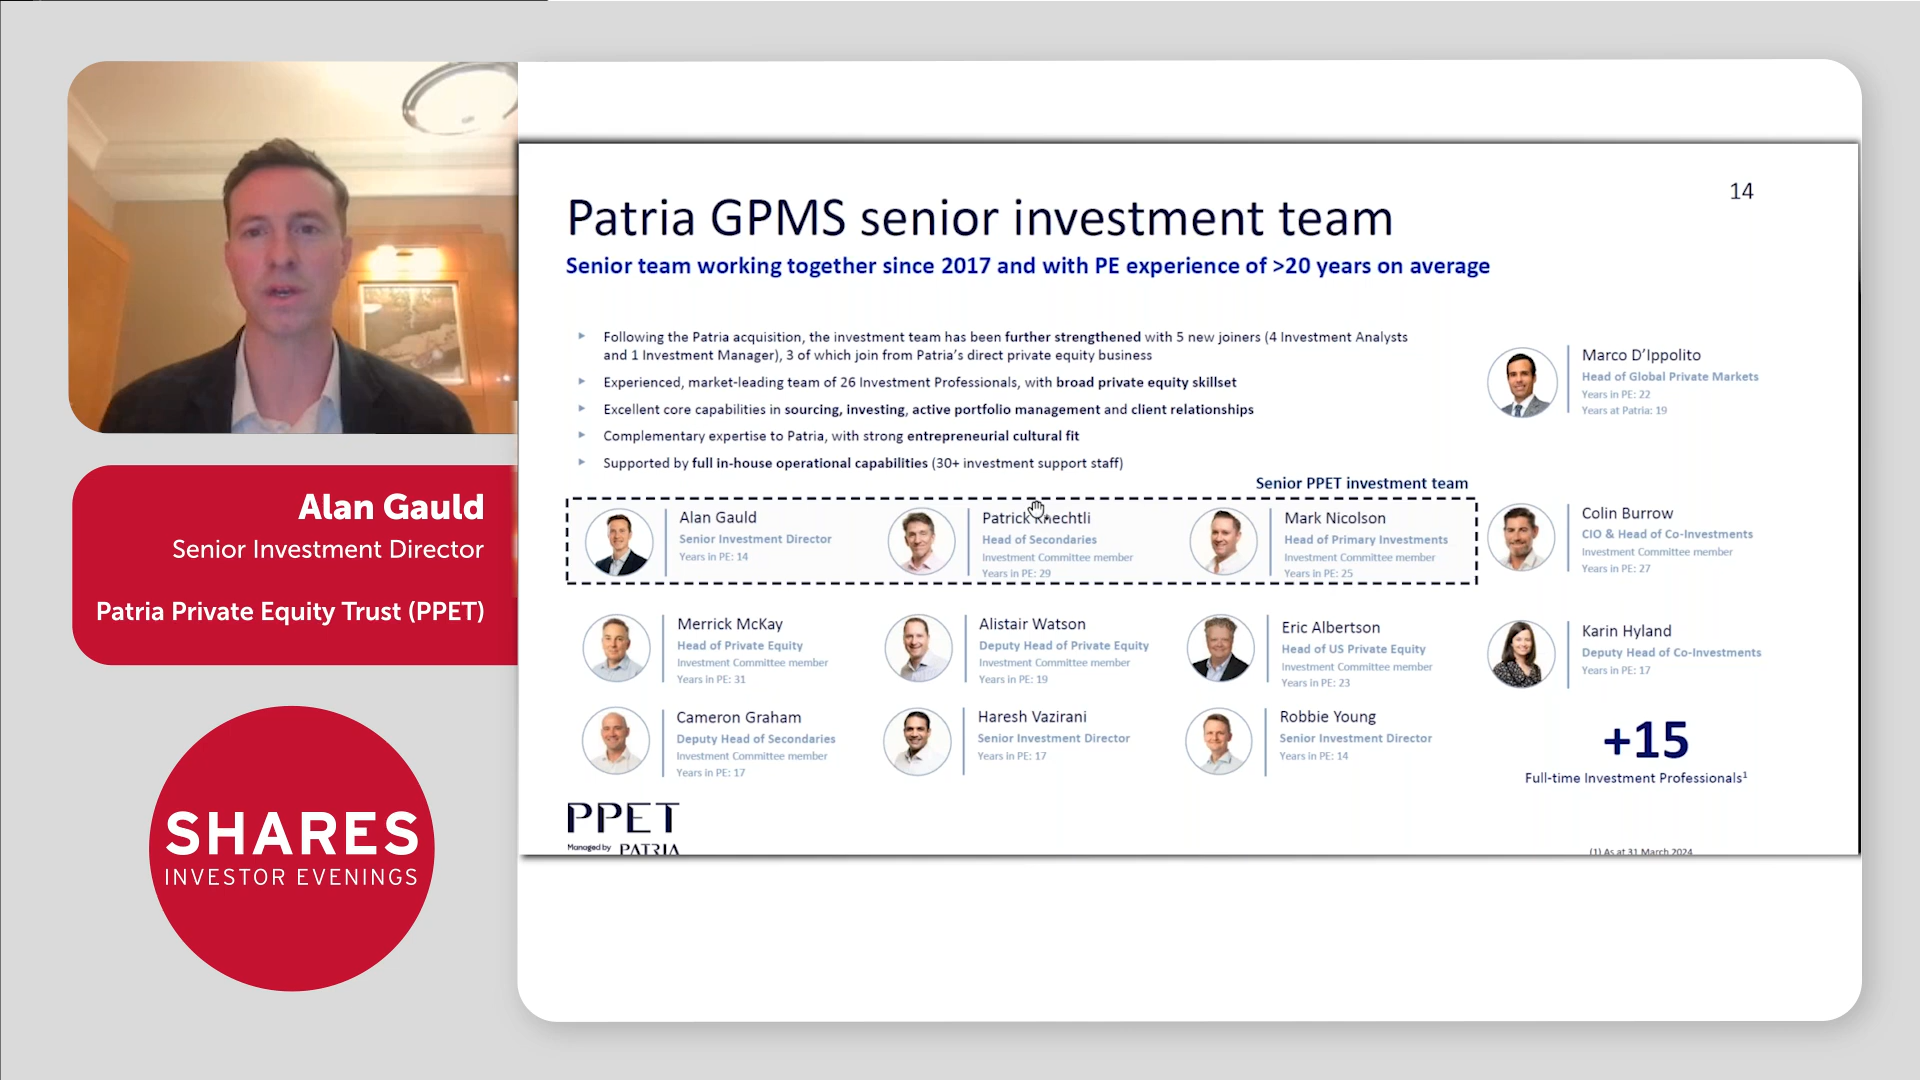 14
Patria GPMS senior investment team
Senior team working together since 2017 and with PE experience of >20 years on average
Following the Patria acquisition, the investment team has been further strengthened with 5 new joiners (4 Investment Analysts
and 1 Investment Manager), 3 of which join from Patria's direct private equity business
Experienced, market-leading team of 26 Investment Professionals, with broad private equity skillset
Excellent core capabilities in sourcing, investing, active portfolio management and client relationships
Complementary expertise to Patria, with strong entrepreneurial cultural fit
Supported by full in-house operational capabilities (30+ investment support staff)
Marco D'Ippolito
Head of Global Private Markets
Years in PE: 22
Years at Patria: 19
Senior PPET investment team
Alan Gauld
Senior Investment Director
Years in PE: 14
Patrick Knechtli
Head of Secondaries
Investment Committee member
Years in PE: 29
Mark Nicolson
Head of Primary Investments
Investment Committee member
Years in PE: 25
Colin Burrow
CIO & Head of Co-Investments
Investment Committee member
Years in PE: 27
Merrick McKay
Head of Private Equity
Investment Committee member
Years in PE: 31
Alistair Watson
Deputy Head of Private Equity
Investment Committee member
Years in PE: 19
Eric Albertson
Head of US Private Equity
Investment Committee member
Years in PE: 23
Karin Hyland
Deputy Head of Co-Investments
Years in PE: 17
Cameron Graham
Deputy Head of Secondaries
Investment Committee member
Years in PE: 17
Haresh Vazirani
Senior Investment Director
Years in PE: 17
Robbie Young
Senior Investment Director
Years in PE: 14
+15
Full-time Investment Professionals¹
PPET
Managed by PATRIA
(1) As at 31 March 2024
Alan Gauld
Senior Investment Director
Patria Private Equity Trust (PPET)
SHARES
INVESTOR EVENINGS